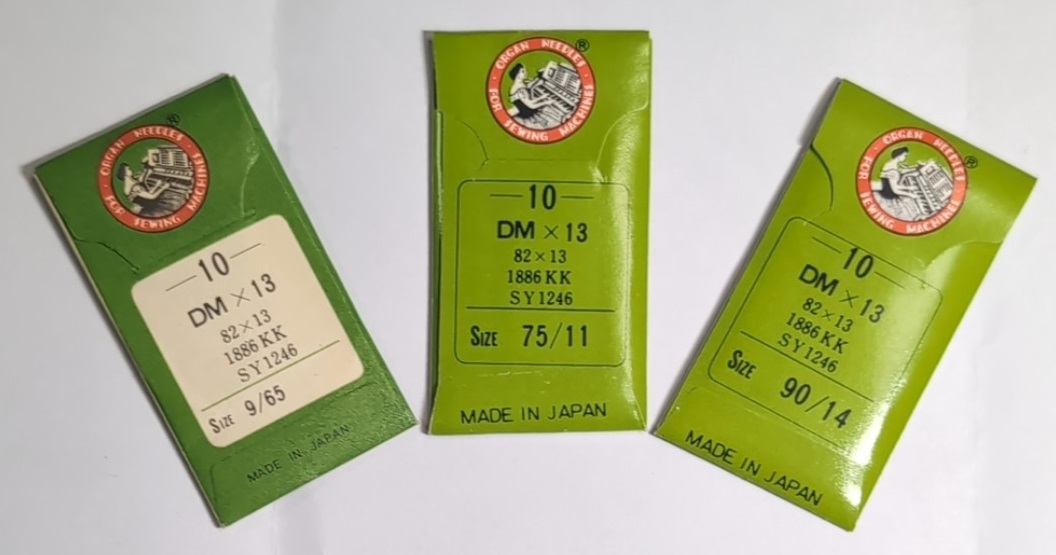 ORGAN NEEDLES ®
FOR SEWING MACHINES
10
DM × 13
82×13
1886 KK
SY1246
SIZE 9/65
MADE IN JAPAN
ORGAN NEEDLES ®
FOR SEWING MACHINES
10
DM × 13
82×13
1886 KK
SY1246
SIZE 75/11
MADE IN JAPAN
ORGAN NEEDLES ®
FOR SEWING MACHINES
10
DM × 13
82×13
1886 KK
SY1246
SIZE 90/14
MADE IN JAPAN